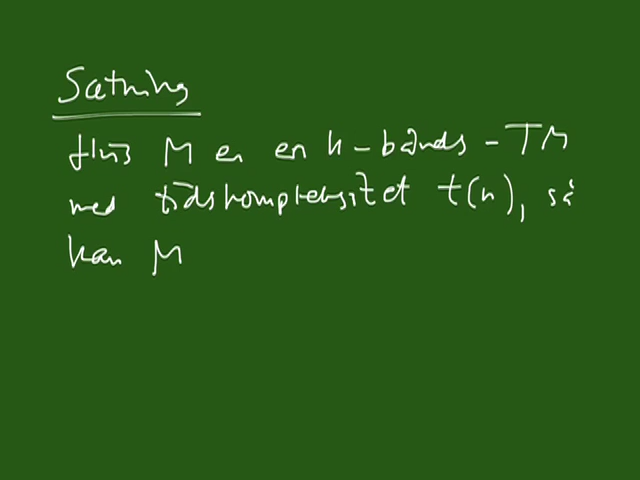 Sætning
Hvis M er en k-bånds-TM
med tidskompleksitet t(n), så
kan M